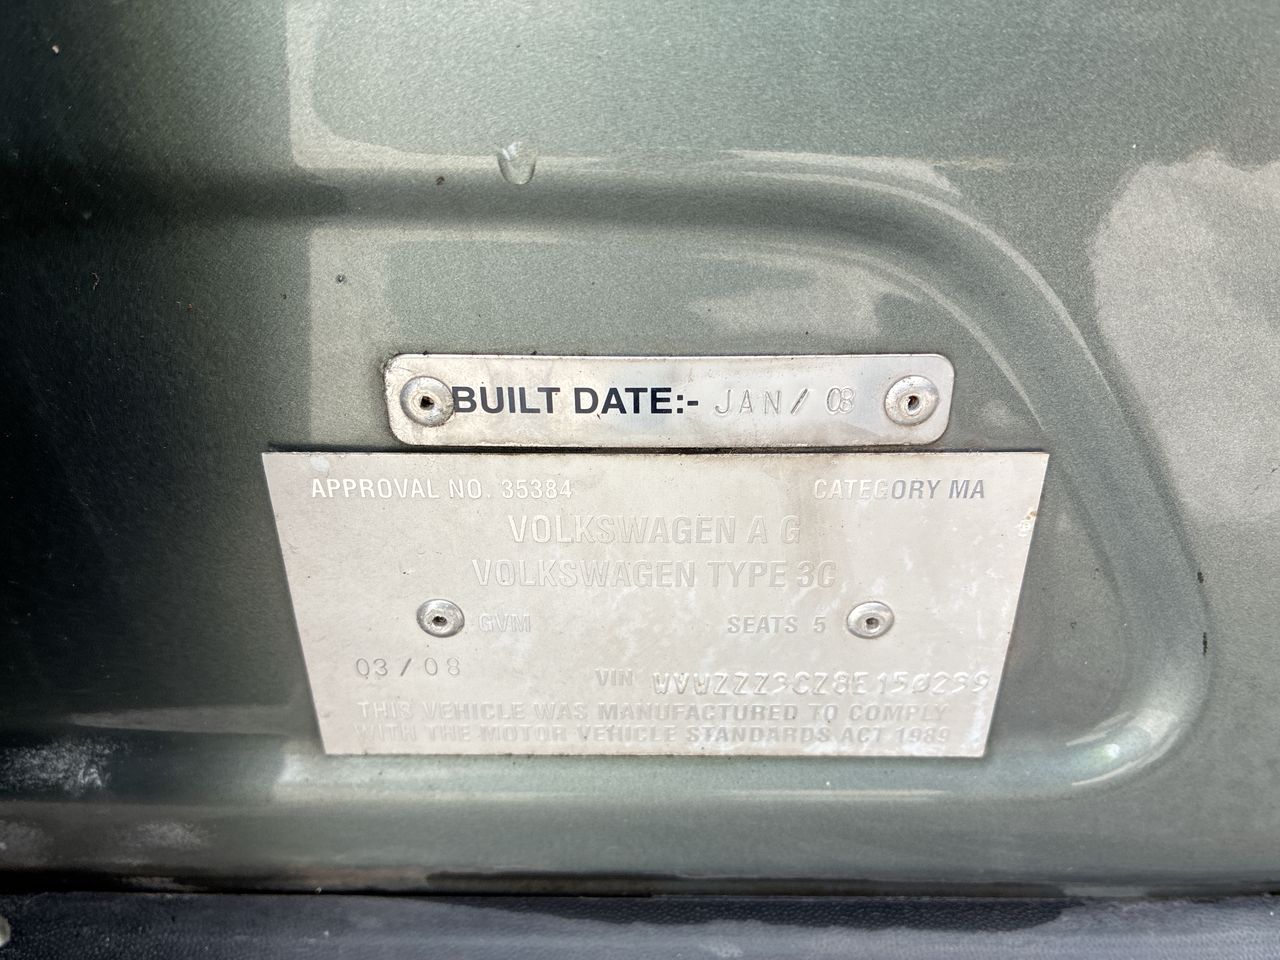 BUILT DATE:- JAN/ 08
APPROVAL NO. 35384 CATEGORY MA
VOLKSWAGEN A G
VOLKSWAGEN TYPE 3C
GVM SEATS 5
03/08 VIN WVWZZZ3CZ8E150299
THIS VEHICLE WAS MANUFACTURED TO COMPLY
WITH THE MOTOR VEHICLE STANDARDS ACT 1989